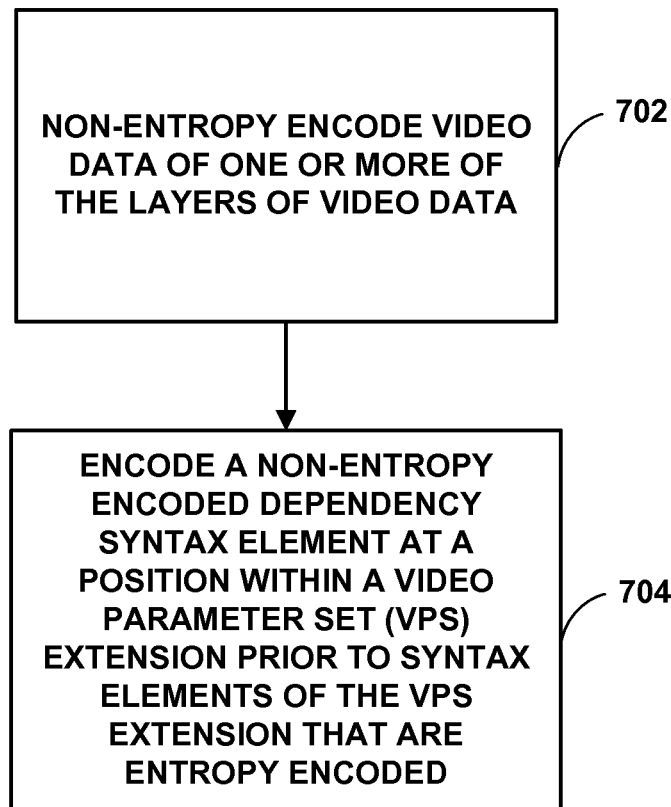 NON-ENTROPY ENCODE VIDEO
DATA OF ONE OR MORE OF
THE LAYERS OF VIDEO DATA
702
ENCODE A NON-ENTROPY
ENCODED DEPENDENCY
SYNTAX ELEMENT AT A
POSITION WITHIN A VIDEO
PARAMETER SET (VPS)
EXTENSION PRIOR TO SYNTAX
ELEMENTS OF THE VPS
EXTENSION THAT ARE
ENTROPY ENCODED
704